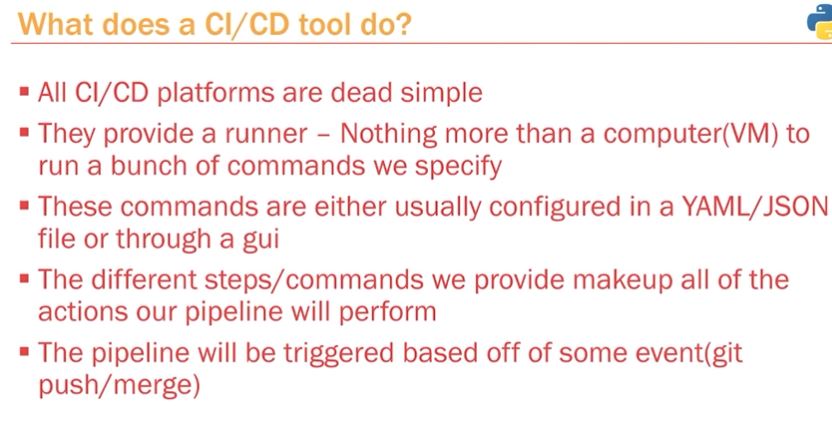 What does a CI/CD tool do?
▪ All CI/CD platforms are dead simple
▪ They provide a runner – Nothing more than a computer(VM) to
run a bunch of commands we specify
▪ These commands are either usually configured in a YAML/JSON
file or through a gui
▪ The different steps/commands we provide makeup all of the
actions our pipeline will perform
▪ The pipeline will be triggered based off of some event(git
push/merge)